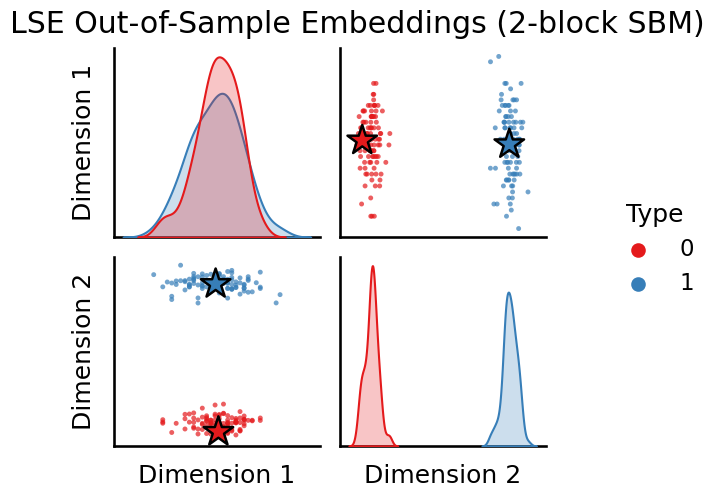 LSE Out-of-Sample Embeddings (2-block SBM)
Dimension 1
Dimension 2
Dimension 1
Dimension 2
Type
0
1